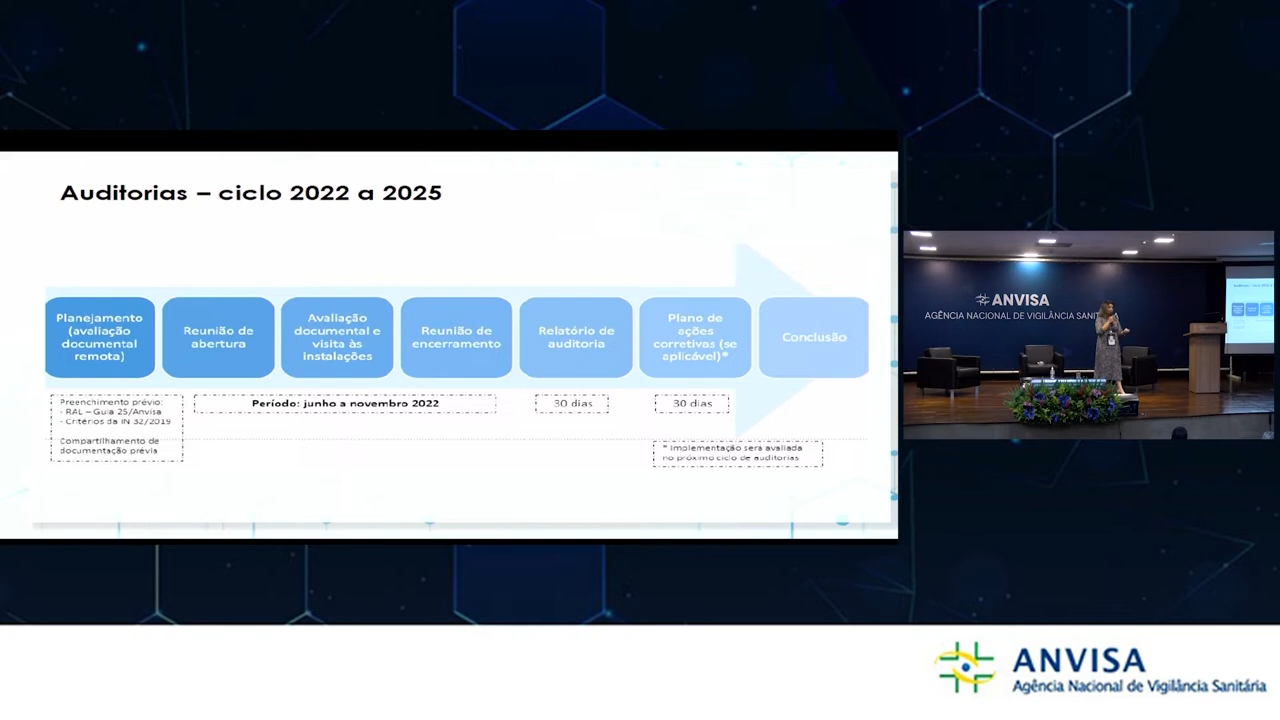 Auditorias – ciclo 2022 a 2025
Planejamento
(avaliação
documental
remota)
Reunião de
abertura
Avaliação
documental e
visita às
instalações
Reunião de
encerramento
Relatório de
auditoria
Plano de
ações
corretivas (se
aplicável)*
Conclusão
Preenchimento prévio:
- RAL – Guia 25/Anvisa
- Critérios da IN 32/2019
Compartilhamento de
documentação prévia
Período: junho a novembro 2022
30 dias
30 dias
* Implementação será avaliada
no próximo ciclo de auditorias
ANVISA
AGÊNCIA NACIONAL DE VIGILÂNCIA SANIT
ANVISA
Agência Nacional de Vigilância Sanitária